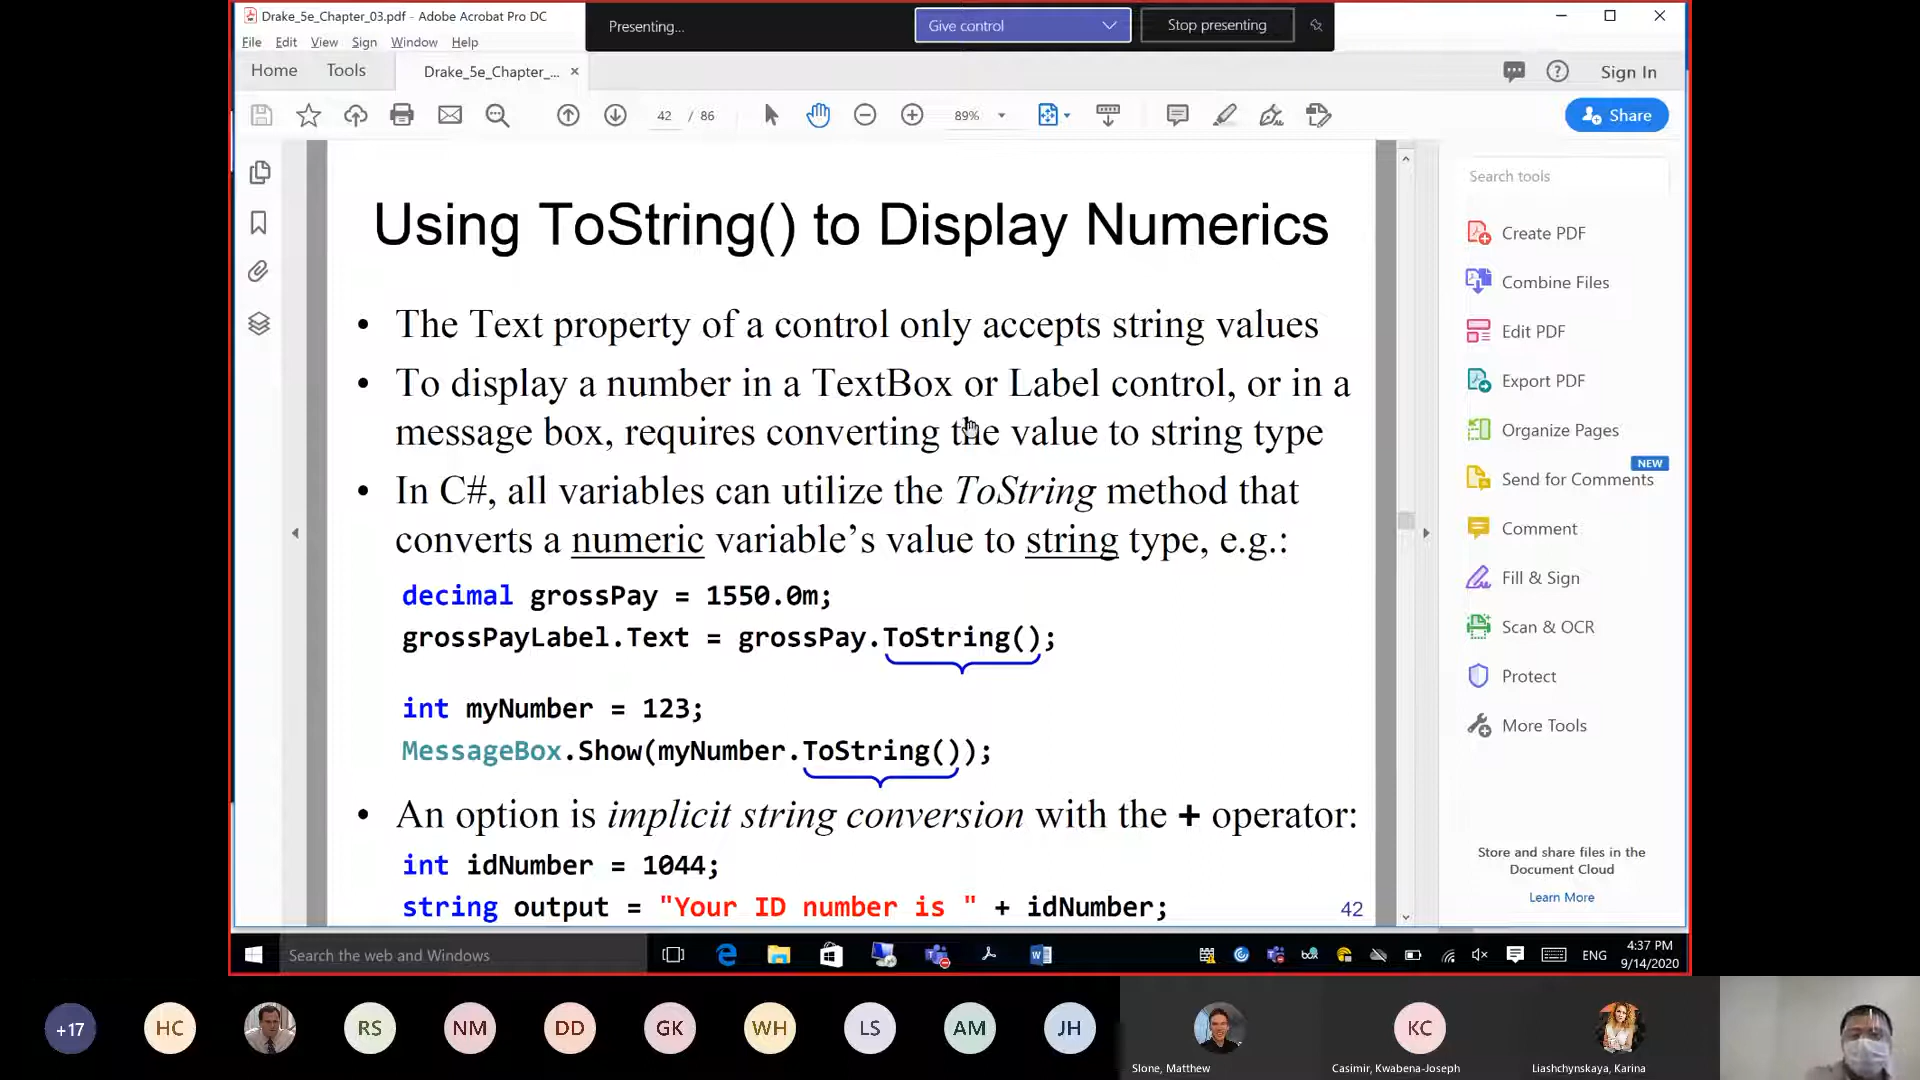 Drake_5e_Chapter_03.pdf - Adobe Acrobat Pro DC
Presenting...
Give control
Stop presenting
File Edit View Sign Window Help
Home Tools Drake_5e_Chapter_... ×
Sign In
42 / 86
89%
Share
Using ToString() to Display Numerics
• The Text property of a control only accepts string values
• To display a number in a TextBox or Label control, or in a
message box, requires converting the value to string type
• In C#, all variables can utilize the ToString method that
converts a numeric variable’s value to string type, e.g.:
decimal grossPay = 1550.0m;
grossPayLabel.Text = grossPay.ToString();
int myNumber = 123;
MessageBox.Show(myNumber.ToString());
• An option is implicit string conversion with the + operator:
int idNumber = 1044;
string output = "Your ID number is " + idNumber;
42
Search tools
Create PDF
Combine Files
Edit PDF
Export PDF
Organize Pages
NEW
Send for Comments
Comment
Fill & Sign
Scan & OCR
Protect
More Tools
Store and share files in the
Document Cloud
Learn More
Search the web and Windows
ENG
4:37 PM
9/14/2020
+17
HC
RS
NM
DD
GK
WH
LS
AM
JH
KC
Slone, Matthew
Casimir, Kwabena-Joseph
Liashchynskaya, Karina